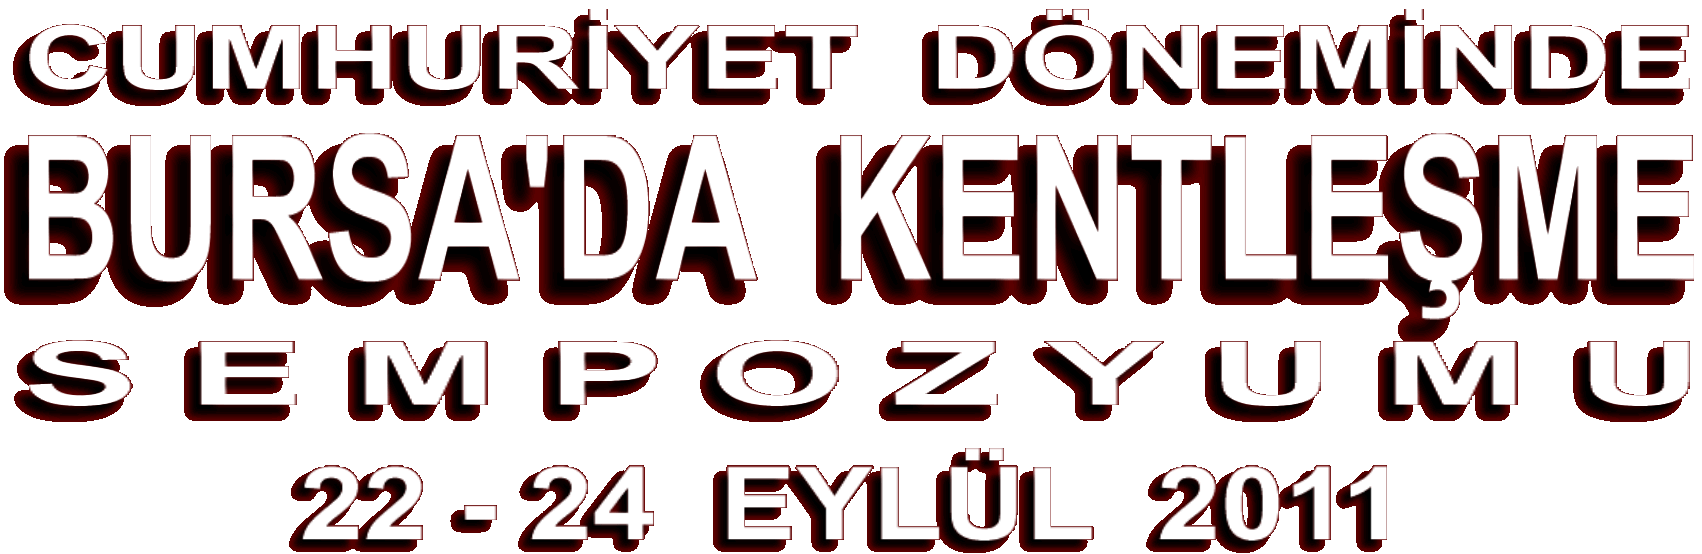 CUMHURİYET DÖNEMİNDE
BURSA'DA KENTLEŞME
SEMPOZYUMU
22 - 24 EYLÜL 2011